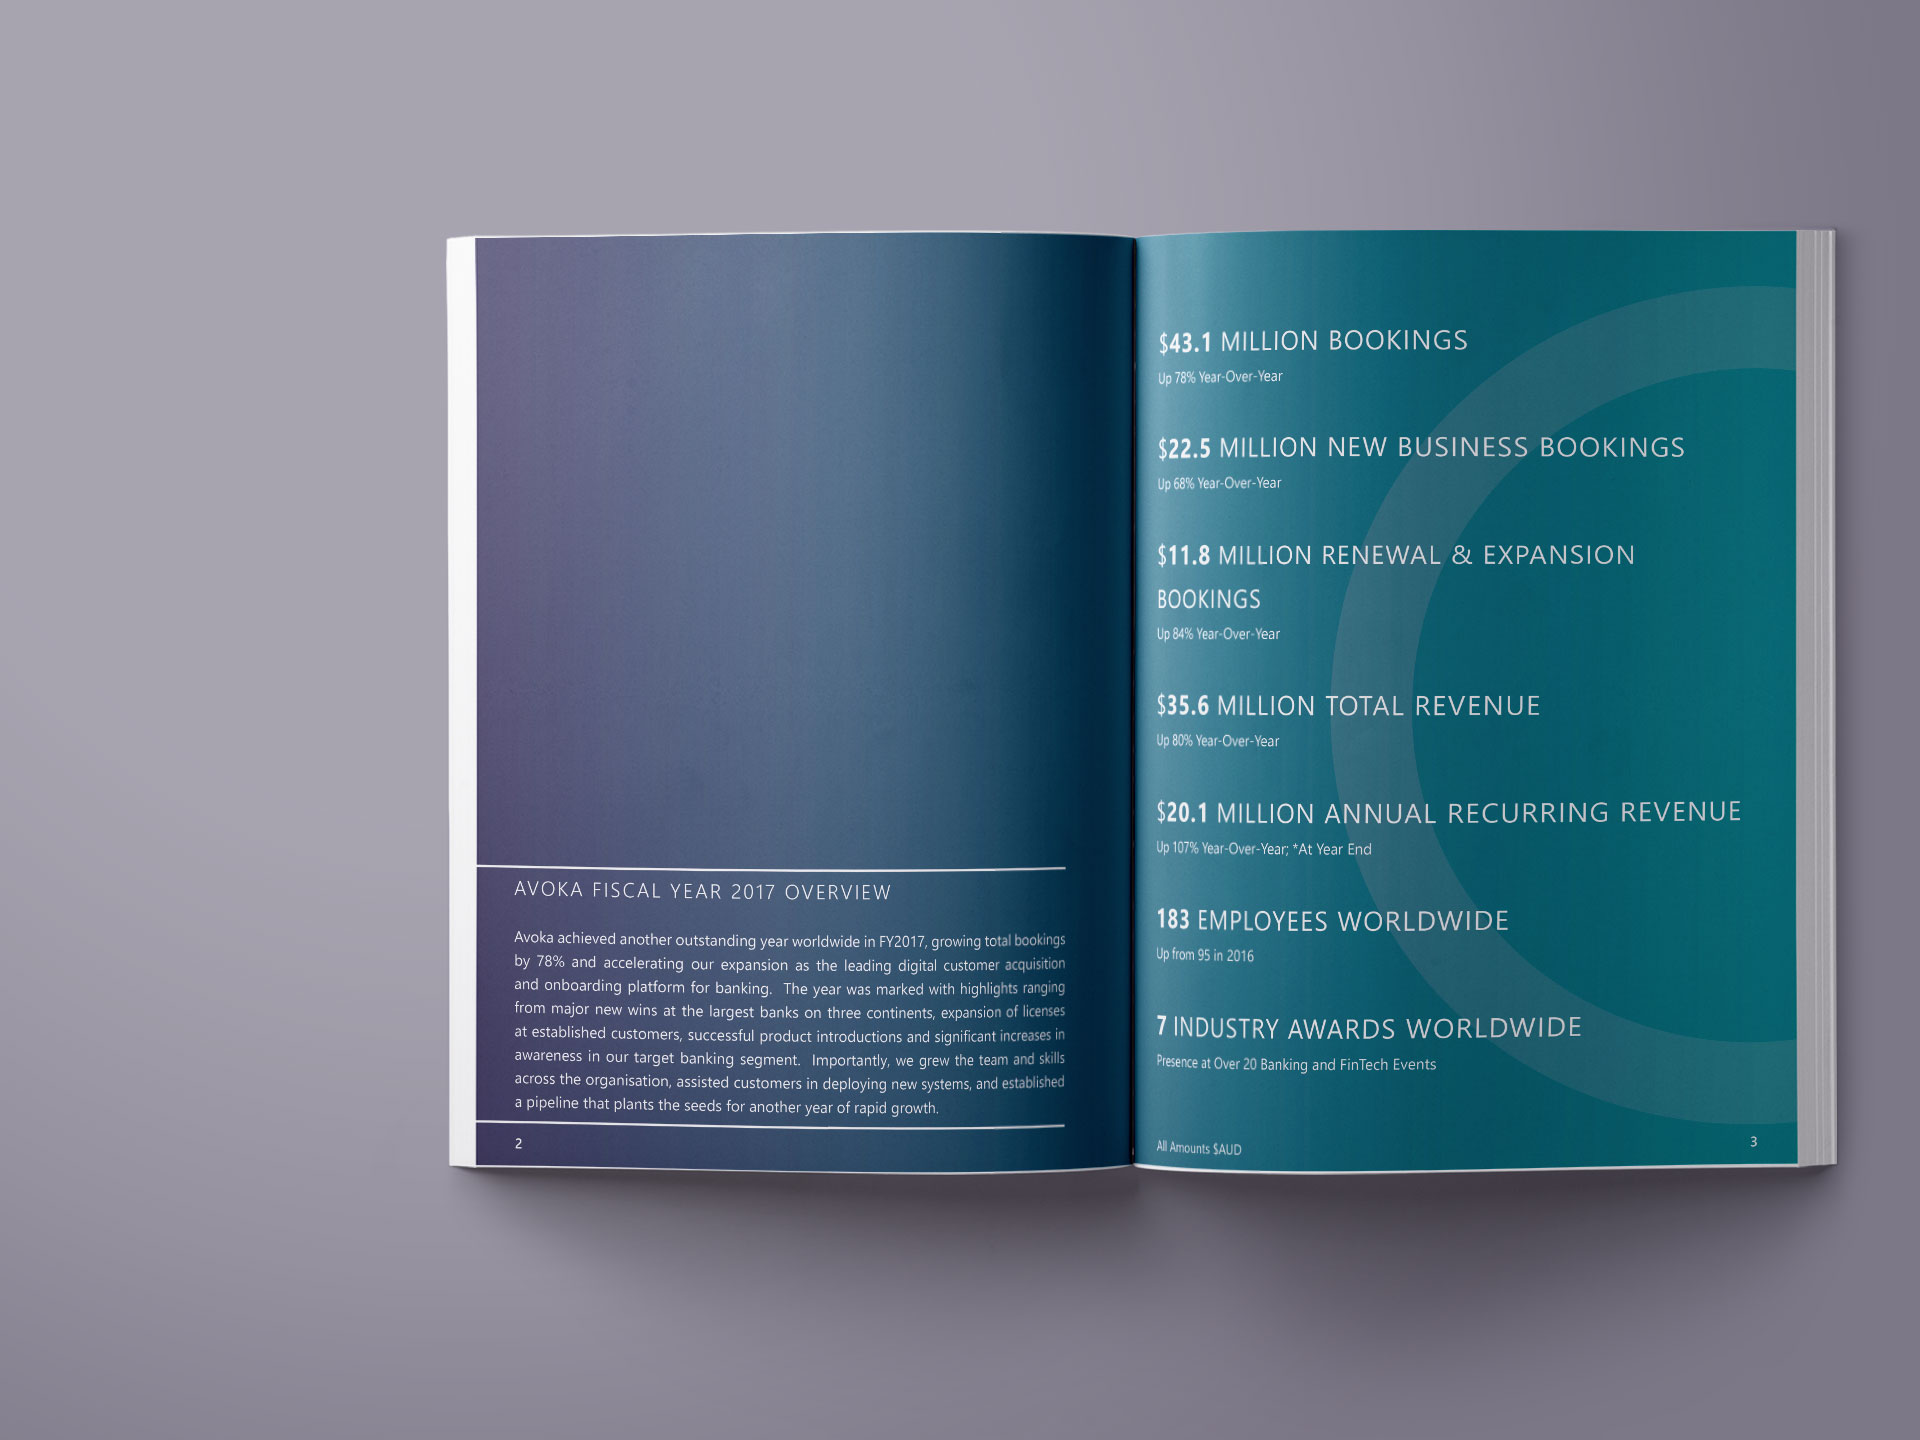 AVOKA FISCAL YEAR 2017 OVERVIEW
Avoka achieved another outstanding year worldwide in FY2017, growing total bookings
by 78% and accelerating our expansion as the leading digital customer acquisition
and onboarding platform for banking. The year was marked with highlights ranging
from major new wins at the largest banks on three continents, expansion of licenses
at established customers, successful product introductions and significant increases in
awareness in our target banking segment. Importantly, we grew the team and skills
across the organisation, assisted customers in deploying new systems, and established
a pipeline that plants the seeds for another year of rapid growth.
2
$43.1 MILLION BOOKINGS
Up 78% Year-Over-Year
$22.5 MILLION NEW BUSINESS BOOKINGS
Up 68% Year-Over-Year
$11.8 MILLION RENEWAL & EXPANSION
BOOKINGS
Up 84% Year-Over-Year
$35.6 MILLION TOTAL REVENUE
Up 80% Year-Over-Year
$20.1 MILLION ANNUAL RECURRING REVENUE
Up 107% Year-Over-Year; *At Year End
183 EMPLOYEES WORLDWIDE
Up from 95 in 2016
7 INDUSTRY AWARDS WORLDWIDE
Presence at Over 20 Banking and FinTech Events
All Amounts $AUD
3